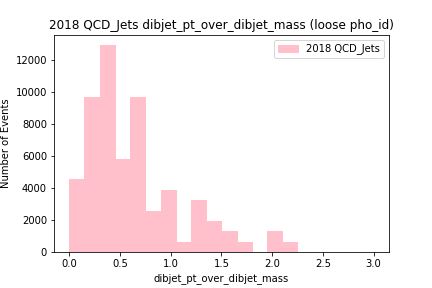 2018 QCD_Jets dibjet_pt_over_dibjet_mass (loose pho_id)
2018 QCD_Jets
Number of Events
12000
10000
8000
6000
4000
2000
0
0.0 0.5 1.0 1.5 2.0 2.5 3.0
dibjet_pt_over_dibjet_mass